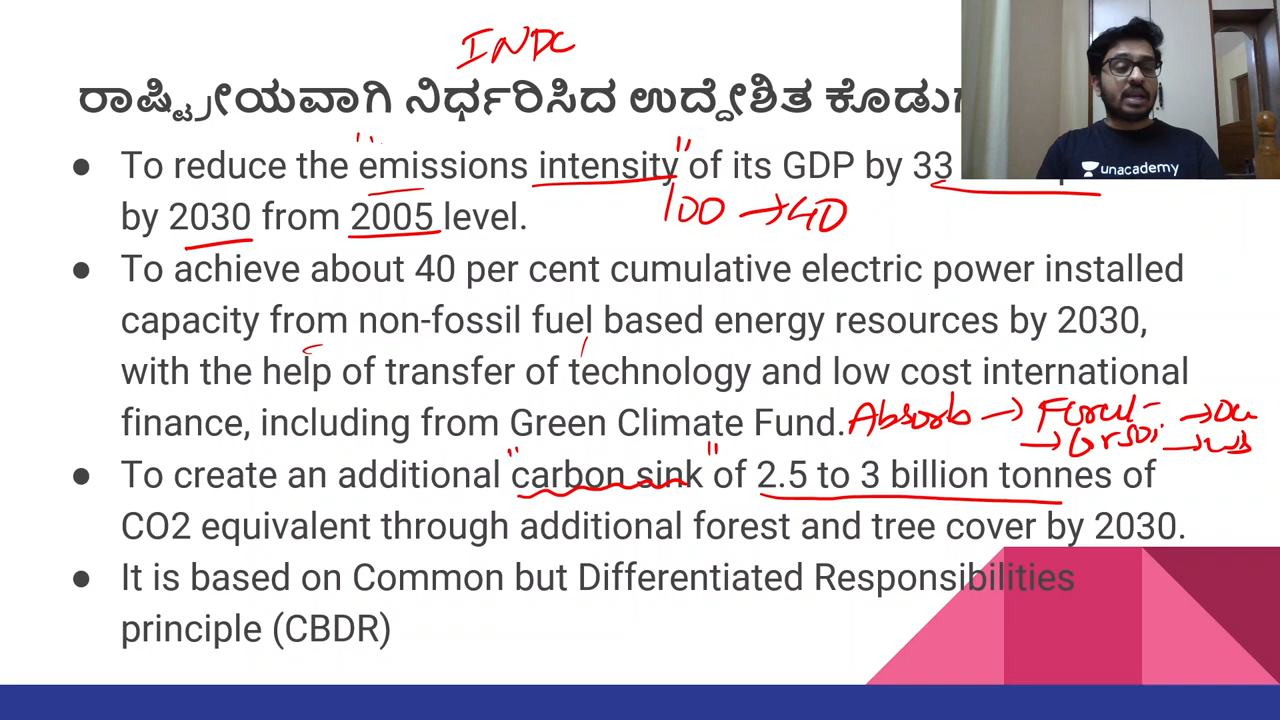 INDC
ರಾಷ್ಟ್ರೀಯವಾಗಿ ನಿರ್ಧರಿಸಿದ ಉದ್ದೇಶಿತ
● To reduce the "emissions intensity" of its GDP by 33
by 2030 from 2005 level.
100 → 40
● To achieve about 40 per cent cumulative electric power installed
capacity from non-fossil fuel based energy resources by 2030,
with the help of transfer of technology and low cost international
finance, including from Green Climate Fund.
Absorb →
● To create an additional "carbon sink" of 2.5 to 3 billion tonnes of
CO2 equivalent through additional forest and tree cover by 2030.
● It is based on Common but Differentiated Responsibilities
principle (CBDR)
unacademy